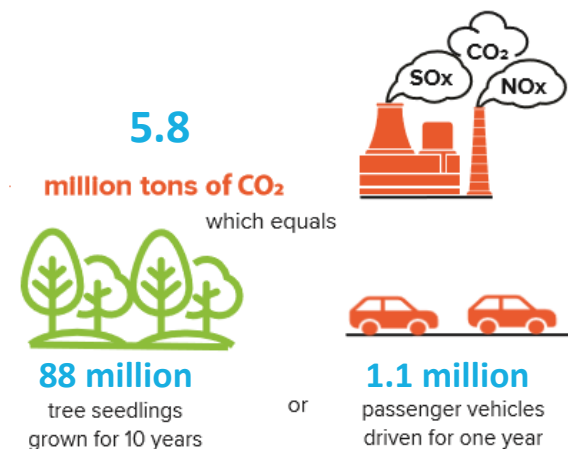 CO₂
SOx
NOx
5.8
million tons of CO₂
which equals
88 million
tree seedlings
grown for 10 years
or
1.1 million
passenger vehicles
driven for one year